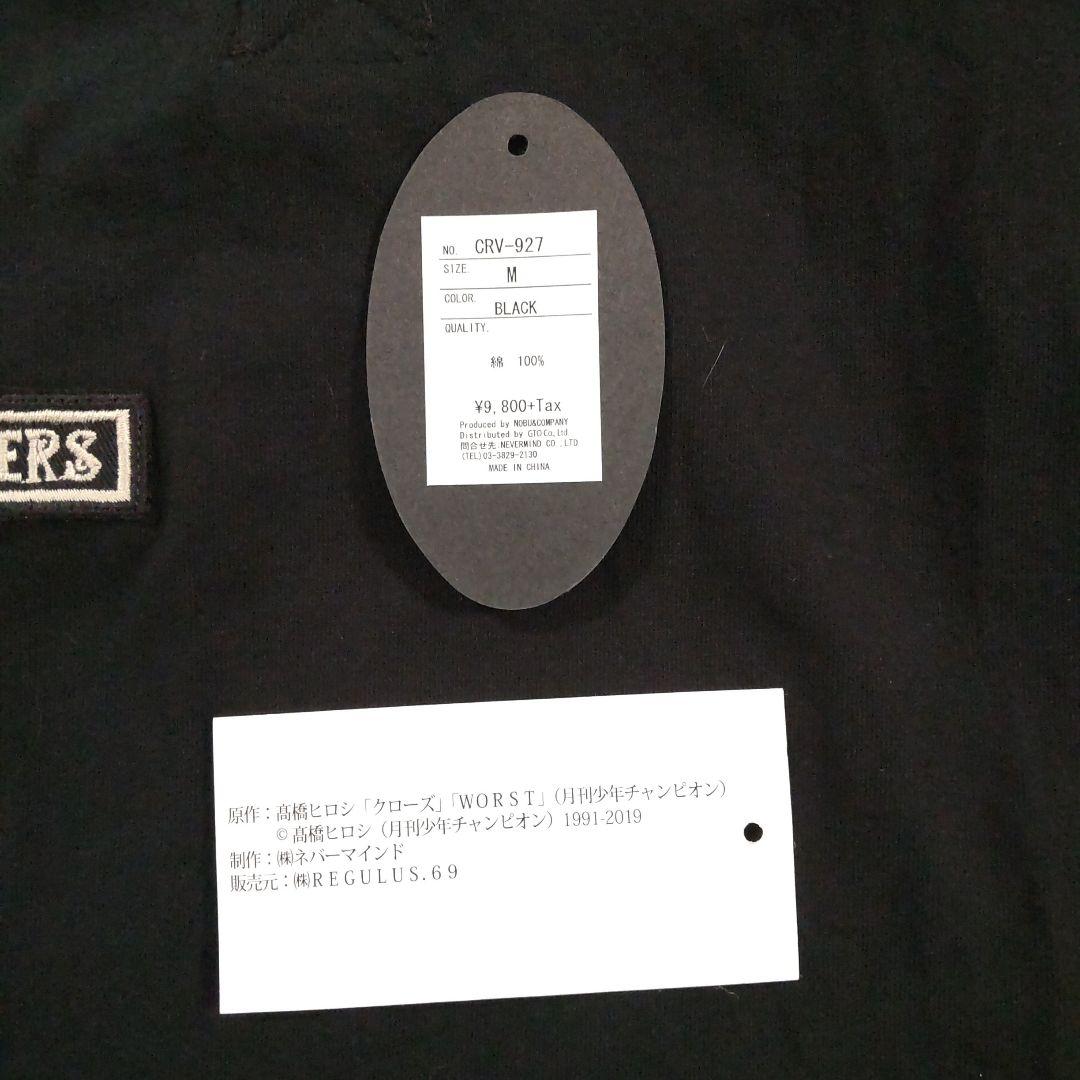 NO. CRV-927
SIZE. M
COLOR. BLACK
QUALITY.
綿 100%
¥9,800+Tax
Produced by NOBU&COMPANY
Distributed by GTO Co,.Ltd
問合せ先.NEVERMIND CO.,LTD
(TEL)03-3829-2130
MADE IN CHINA
ERS
原作：髙橋ヒロシ「クローズ」「WORST」（月刊少年チャンピオン）
© 髙橋ヒロシ（月刊少年チャンピオン）1991-2019
制作：㈱ネバーマインド
販売元：㈱REGULUS.69